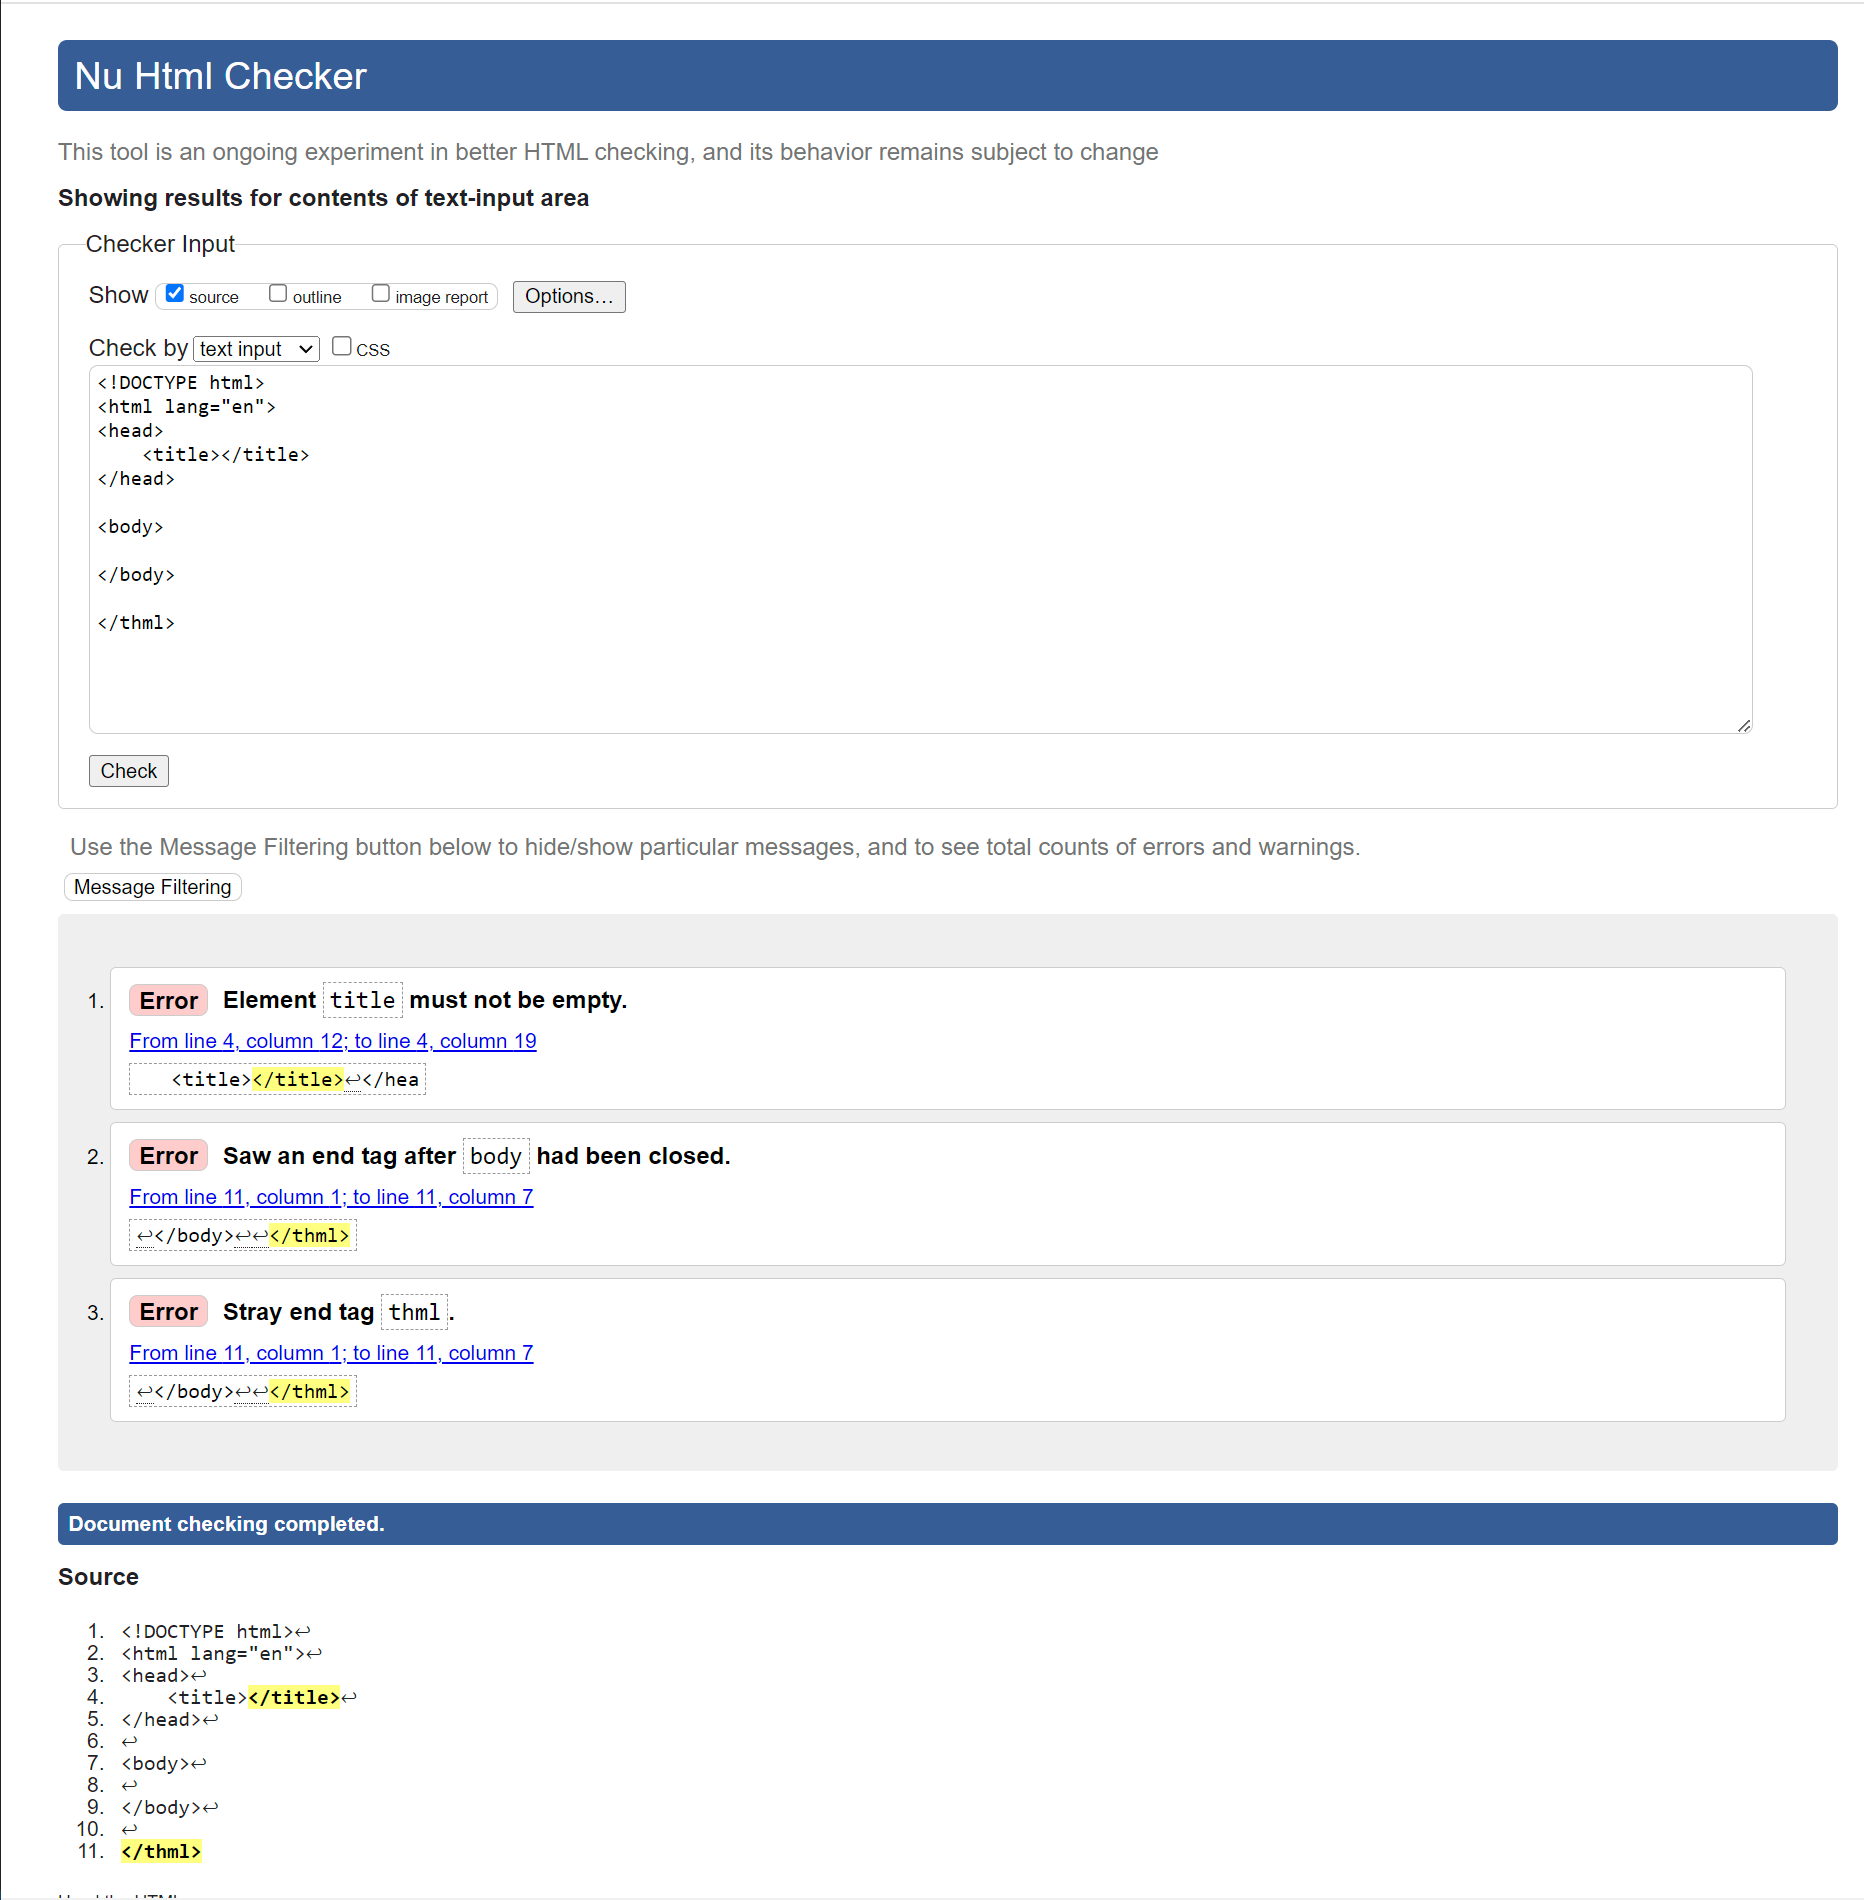 Nu Html Checker
This tool is an ongoing experiment in better HTML checking, and its behavior remains subject to change
Showing results for contents of text-input area
Checker Input
Show source outline image report Options...
Check by text input CSS
<!DOCTYPE html>
<html lang="en">
<head>
    <title></title>
</head>
<body>
</body>
</thml>
Check
Use the Message Filtering button below to hide/show particular messages, and to see total counts of errors and warnings.
Message Filtering
1. Error Element title must not be empty.
From line 4, column 12; to line 4, column 19
<title></title>↩</hea
2. Error Saw an end tag after body had been closed.
From line 11, column 1; to line 11, column 7
↩</body>↩↩</thml>
3. Error Stray end tag thml.
From line 11, column 1; to line 11, column 7
↩</body>↩↩</thml>
Document checking completed.
Source
1. <!DOCTYPE html>↩
2. <html lang="en">↩
3. <head>↩
4.     <title></title>↩
5. </head>↩
6. ↩
7. <body>↩
8. ↩
9. </body>↩
10. ↩
11. </thml>